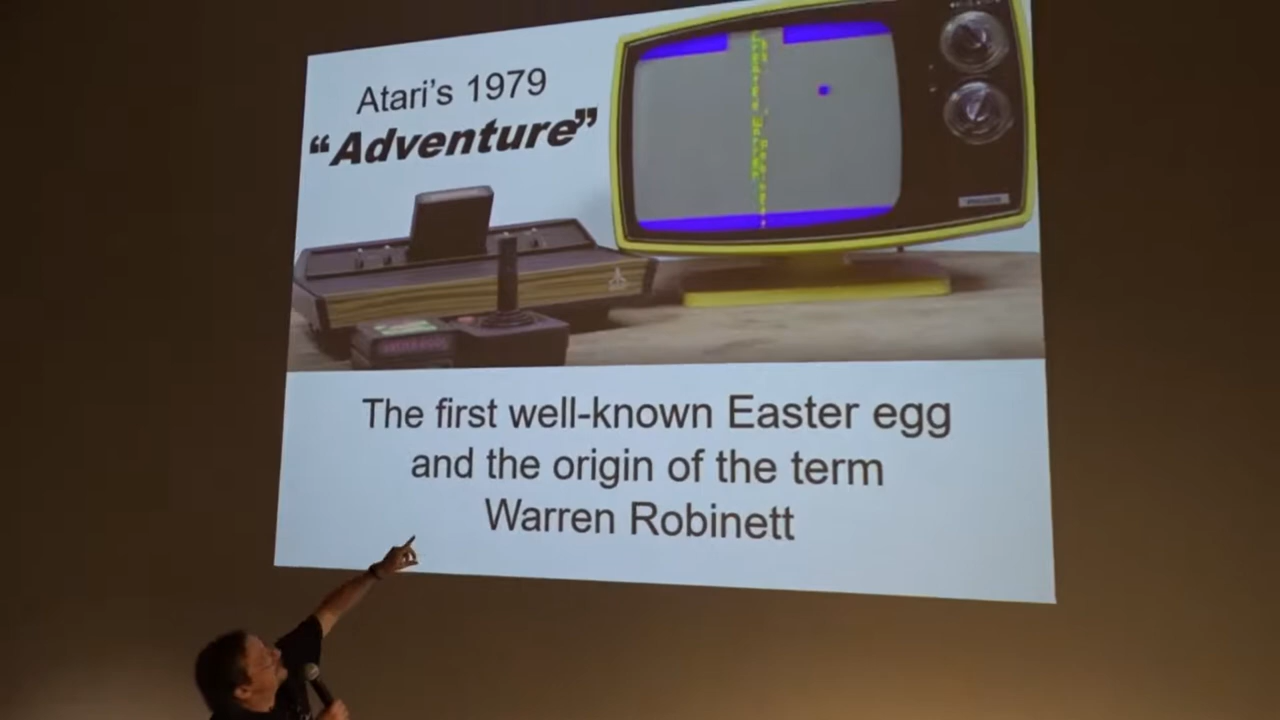 Atari's 1979
“Adventure”
The first well-known Easter egg
and the origin of the term
Warren Robinett